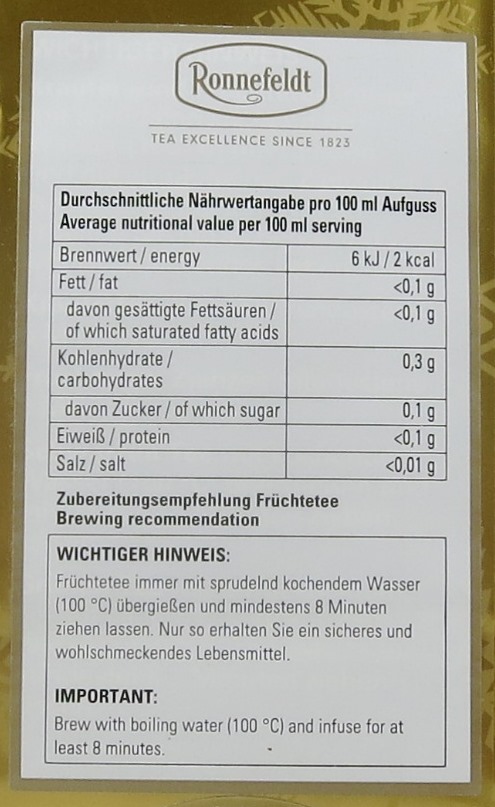 Ronnefeldt
TEA EXCELLENCE SINCE 1823
Durchschnittliche Nährwertangabe pro 100 ml Aufguss
Average nutritional value per 100 ml serving
Brennwert / energy 6 kJ / 2 kcal
Fett / fat <0,1 g
davon gesättigte Fettsäuren / <0,1 g
of which saturated fatty acids
Kohlenhydrate / 0,3 g
carbohydrates
davon Zucker / of which sugar 0,1 g
Eiweiß / protein <0,1 g
Salz / salt <0,01 g
Zubereitungsempfehlung Früchtetee
Brewing recommendation
WICHTIGER HINWEIS:
Früchtetee immer mit sprudelnd kochendem Wasser
(100 °C) übergießen und mindestens 8 Minuten
ziehen lassen. Nur so erhalten Sie ein sicheres und
wohlschmeckendes Lebensmittel.
IMPORTANT:
Brew with boiling water (100 °C) and infuse for at
least 8 minutes.